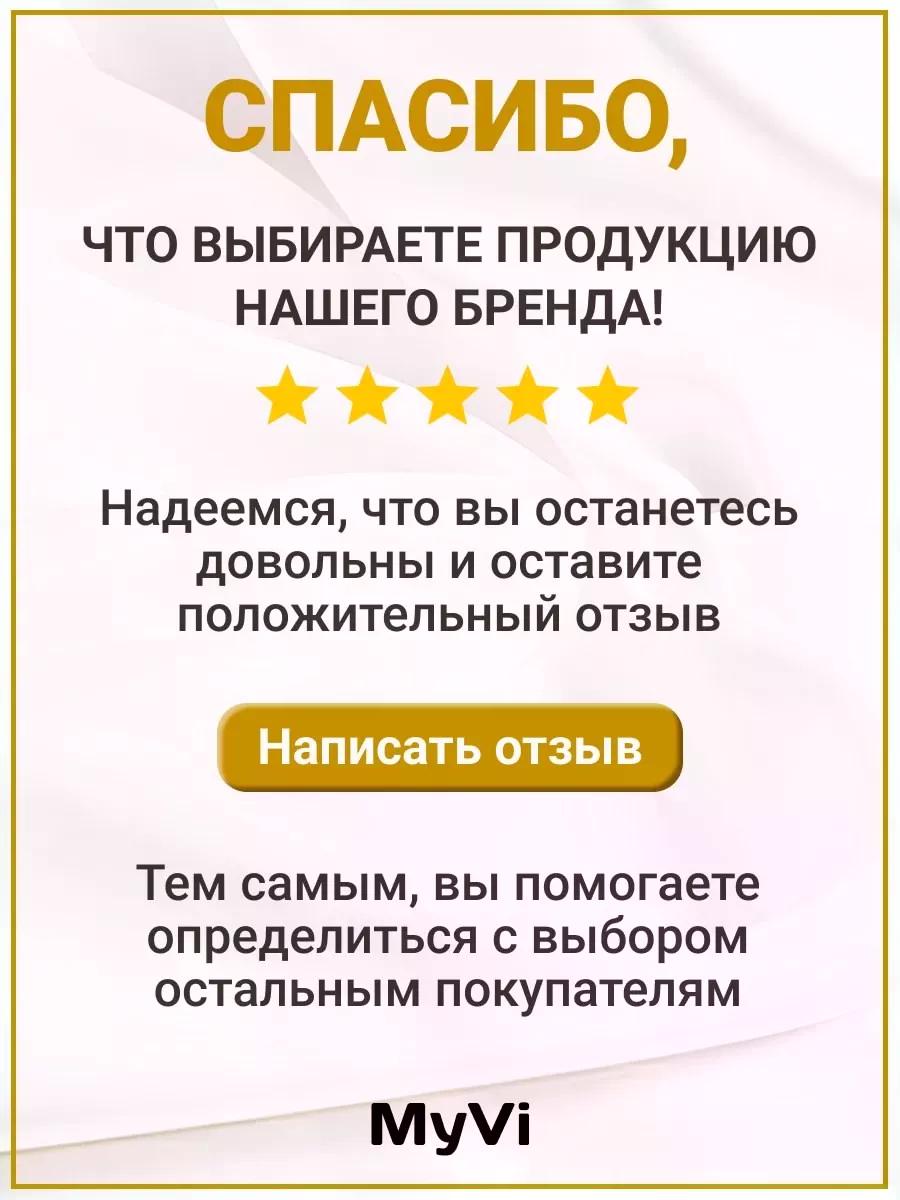 СПАСИБО,
ЧТО ВЫБИРАЕТЕ ПРОДУКЦИЮ
НАШЕГО БРЕНДА!
Надеемся, что вы останетесь
довольны и оставите
положительный отзыв
Написать отзыв
Тем самым, вы помогаете
определиться с выбором
остальным покупателям
MyVi